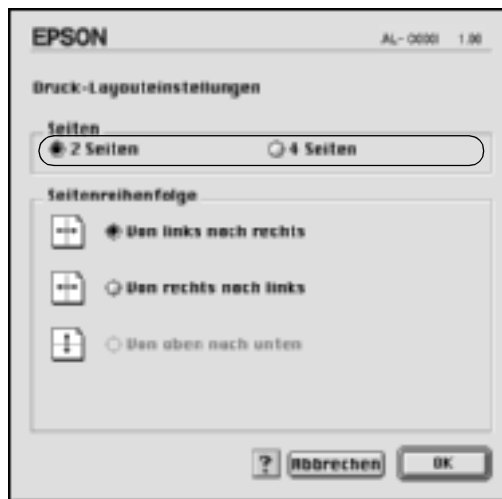 EPSON AL- 1.00
Druck-Layouteinstellungen
Seiten
2 Seiten 4 Seiten
Seitenreihenfolge
Von links nach rechts
Von rechts nach links
Von oben nach unten
? Abbrechen OK